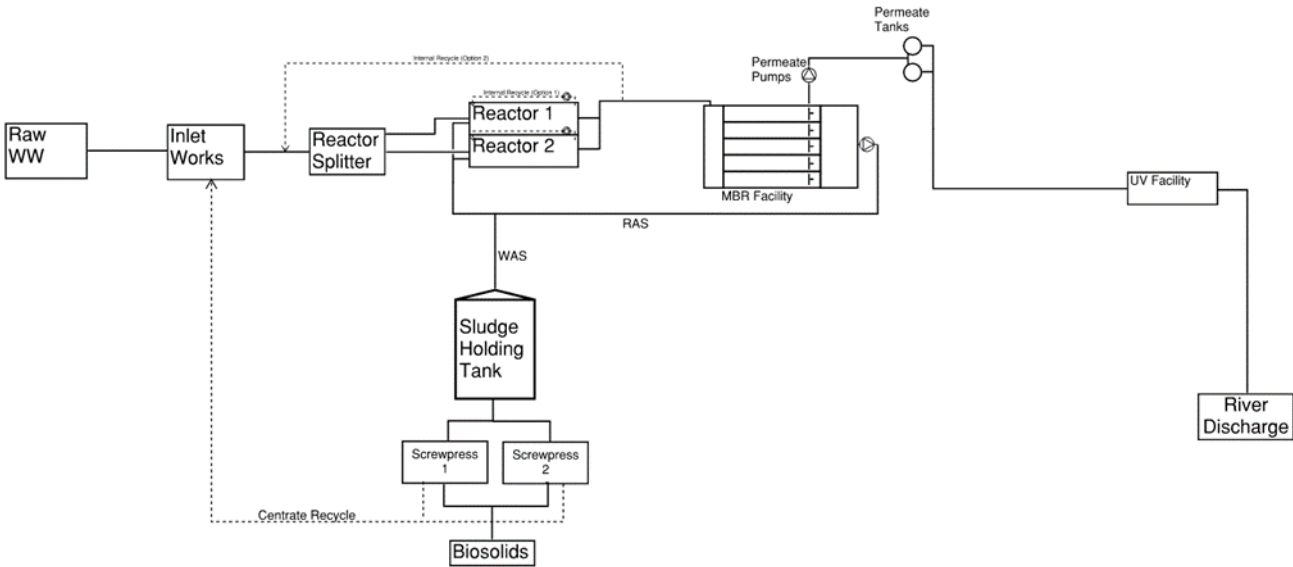 Permeate
Tanks
Internal Recycle (Option 2)
Permeate
Pumps
Internal Recycle (Option 1)
Raw
WW
Inlet
Works
Reactor
Splitter
Reactor 1
Reactor 2
MBR Facility
UV Facility
RAS
WAS
Sludge
Holding
Tank
River
Discharge
Screwpress
1
Screwpress
2
Centrate Recycle
Biosolids